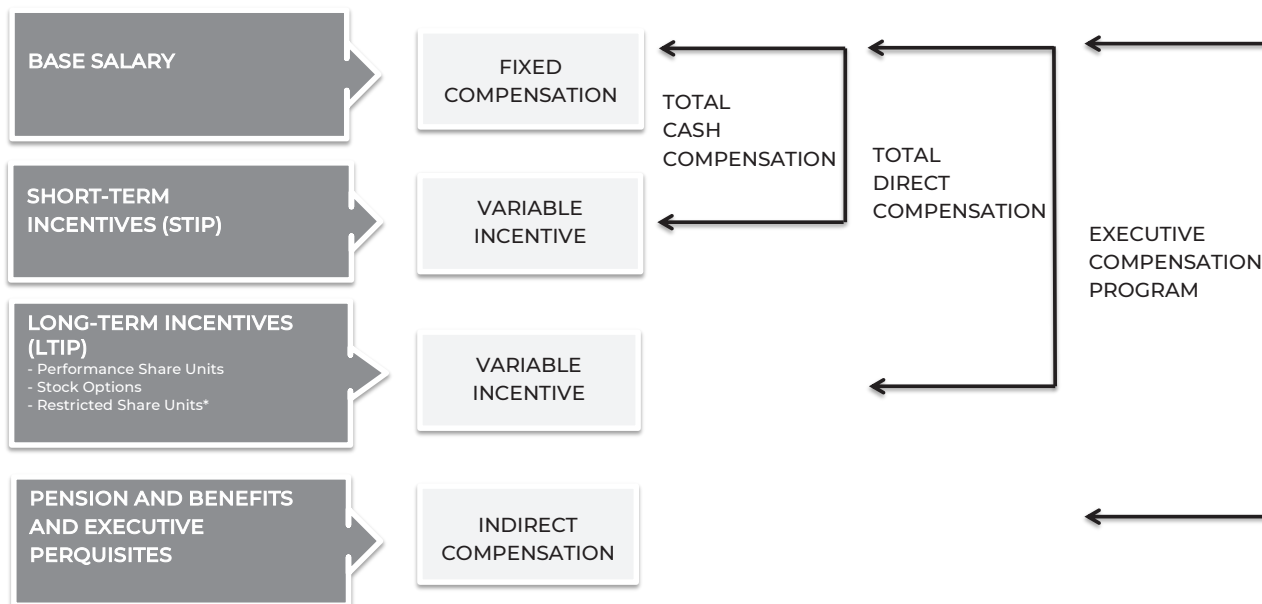 BASE SALARY
FIXED
COMPENSATION
TOTAL
CASH
COMPENSATION
TOTAL
DIRECT
COMPENSATION
EXECUTIVE
COMPENSATION
PROGRAM
SHORT-TERM
INCENTIVES (STIP)
VARIABLE
INCENTIVE
LONG-TERM INCENTIVES
(LTIP)
- Performance Share Units
- Stock Options
- Restricted Share Units*
VARIABLE
INCENTIVE
PENSION AND BENEFITS
AND EXECUTIVE
PERQUISITES
INDIRECT
COMPENSATION